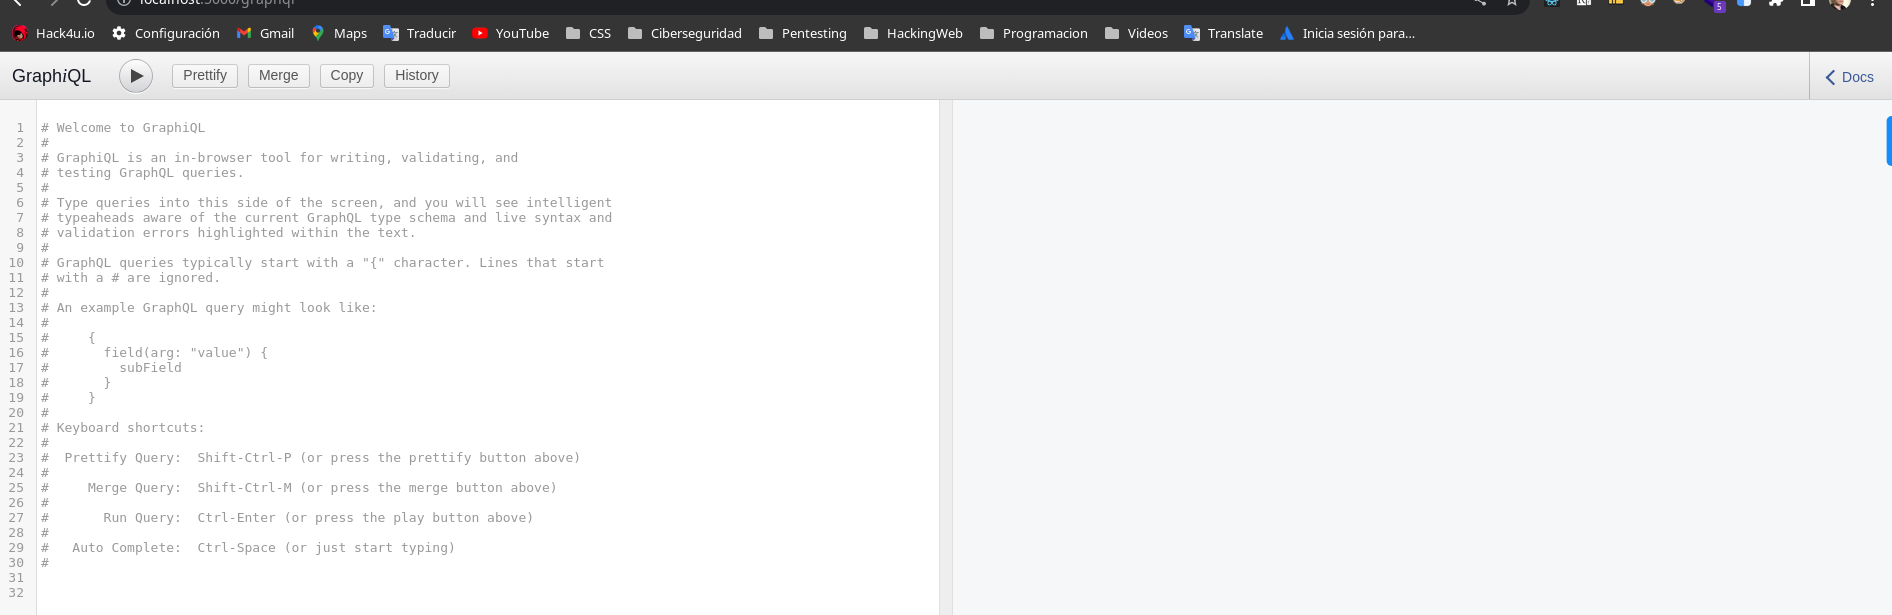 localhost:5000/graphql
5
Hack4u.io Configuración Gmail Maps Traducir YouTube CSS Ciberseguridad Pentesting HackingWeb Programacion Videos Translate Inicia sesión para...
GraphiQL Prettify Merge Copy History Docs
1 # Welcome to GraphiQL
2 #
3 # GraphiQL is an in-browser tool for writing, validating, and
4 # testing GraphQL queries.
5 #
6 # Type queries into this side of the screen, and you will see intelligent
7 # typeaheads aware of the current GraphQL type schema and live syntax and
8 # validation errors highlighted within the text.
9 #
10 # GraphQL queries typically start with a "{" character. Lines that start
11 # with a # are ignored.
12 #
13 # An example GraphQL query might look like:
14 #
15 #     {
16 #       field(arg: "value") {
17 #         subField
18 #       }
19 #     }
20 #
21 # Keyboard shortcuts:
22 #
23 #  Prettify Query:  Shift-Ctrl-P (or press the prettify button above)
24 #
25 #     Merge Query:  Shift-Ctrl-M (or press the merge button above)
26 #
27 #       Run Query:  Ctrl-Enter (or press the play button above)
28 #
29 #   Auto Complete:  Ctrl-Space (or just start typing)
30 #
31
32